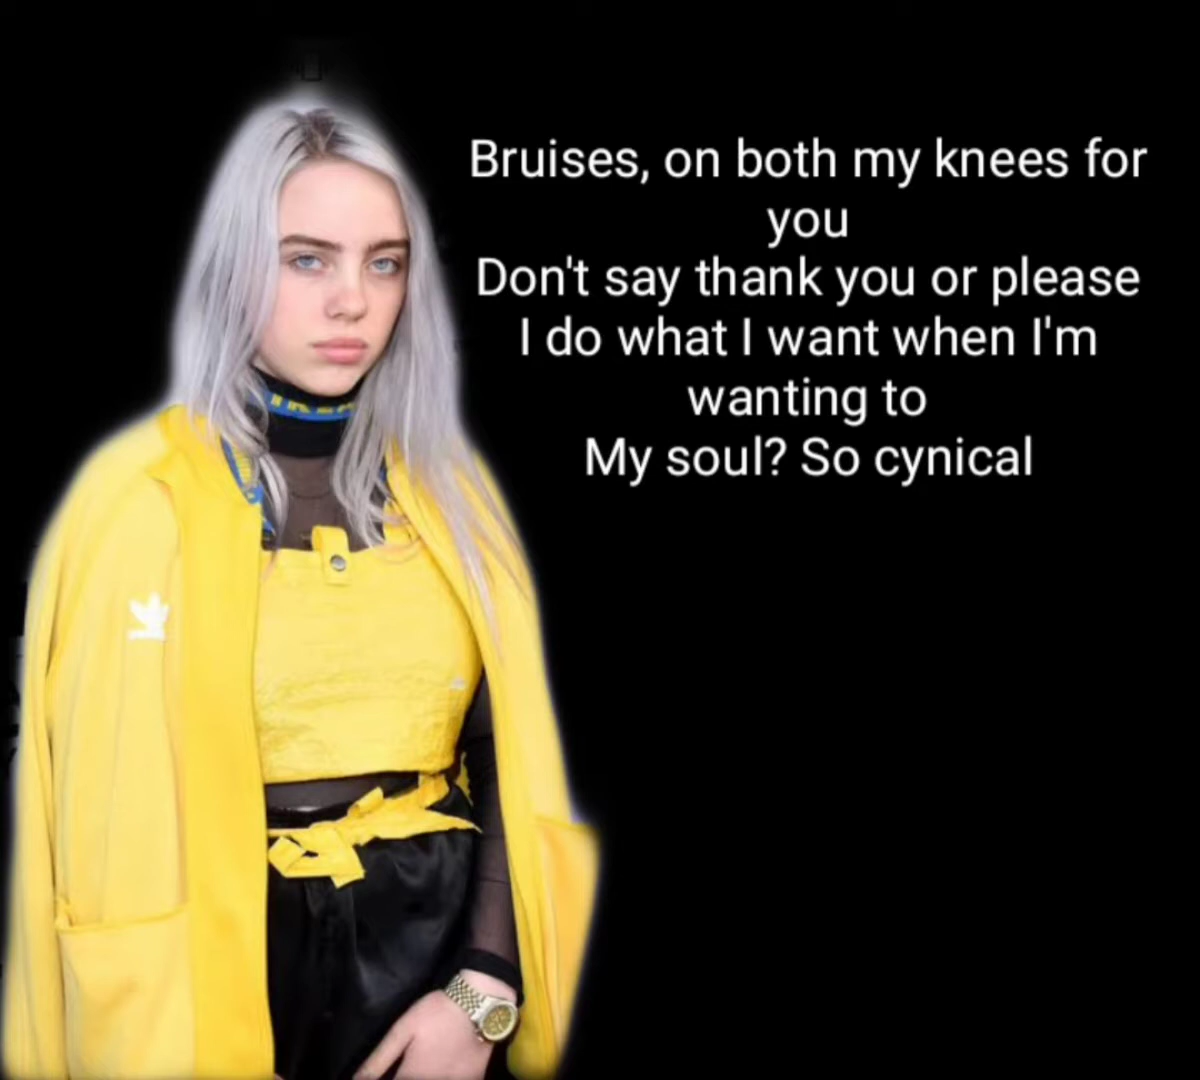 Bruises, on both my knees for
you
Don't say thank you or please
I do what I want when I'm
wanting to
My soul? So cynical